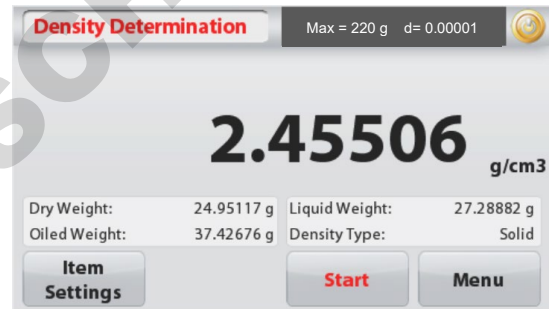 Density Determination Max = 220 g d= 0.00001
2.45506 g/cm3
Dry Weight: 24.95117 g Liquid Weight: 27.28882 g
Oiled Weight: 37.42676 g Density Type: Solid
Item Settings Start Menu